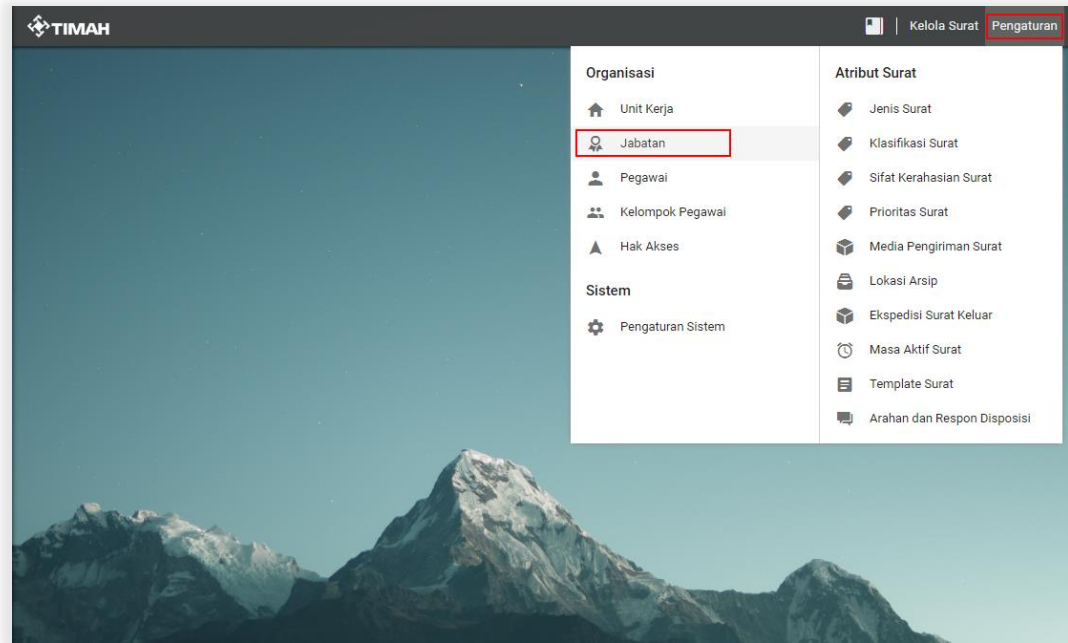 TIMAH
Kelola Surat
Pengaturan
Organisasi
Unit Kerja
Jabatan
Pegawai
Kelompok Pegawai
Hak Akses
Sistem
Pengaturan Sistem
Atribut Surat
Jenis Surat
Klasifikasi Surat
Sifat Kerahasian Surat
Prioritas Surat
Media Pengiriman Surat
Lokasi Arsip
Ekspedisi Surat Keluar
Masa Aktif Surat
Template Surat
Arahan dan Respon Disposisi